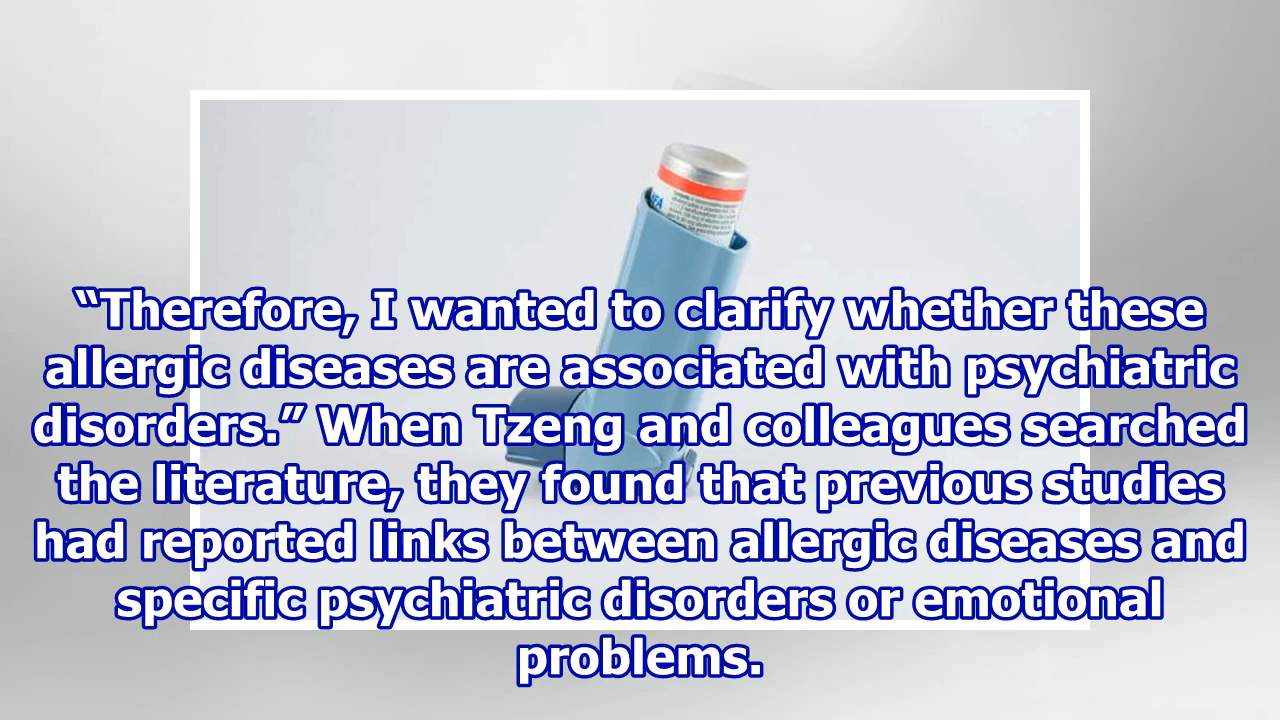 “Therefore, I wanted to clarify whether these
allergic diseases are associated with psychiatric
disorders.” When Tzeng and colleagues searched
the literature, they found that previous studies
had reported links between allergic diseases and
specific psychiatric disorders or emotional
problems.